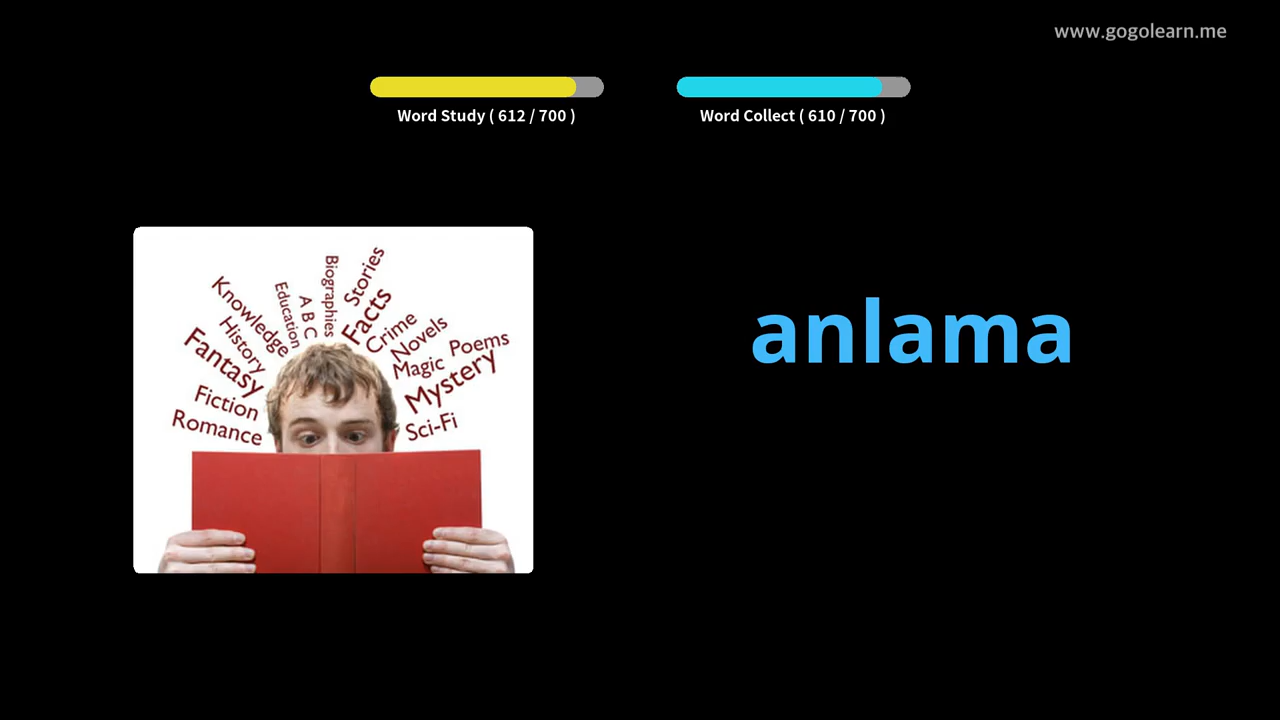 www.gogolearn.me
Word Study ( 612 / 700 )
Word Collect ( 610 / 700 )
Biographies
Stories
Education
A B C
Facts
Knowledge
Crime
History
Novels
Poems
Fantasy
Magic
Mystery
Fiction
Romance
Sci-Fi
anlama